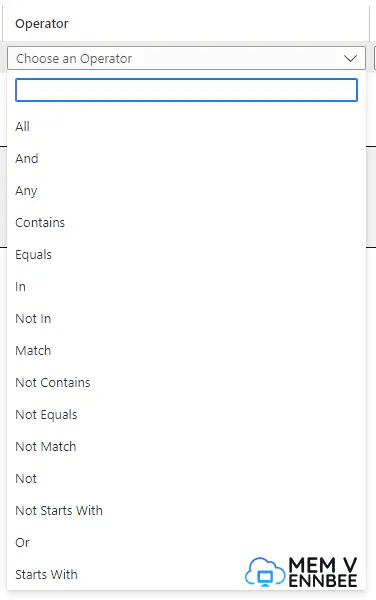 Operator
Choose an Operator
All
And
Any
Contains
Equals
In
Not In
Match
Not Contains
Not Equals
Not Match
Not
Not Starts With
Or
Starts With
MEM V
ENNBEE